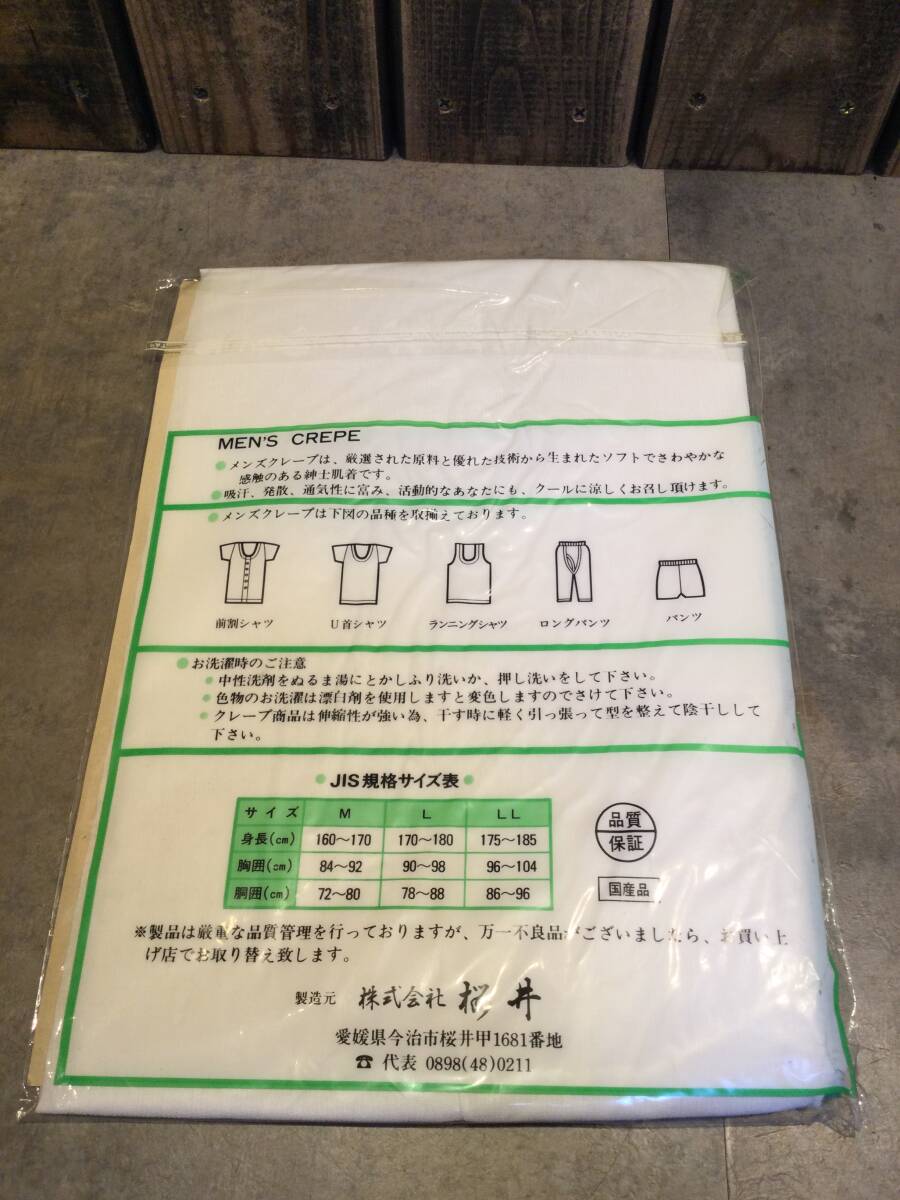 MEN'S CREPE
●メンズクレープは、厳選された原料と優れた技術から生まれたソフトでさわやかな
感触のある紳士肌着です。
●吸汗、発散、通気性に富み、活動的なあなたにも、クールに涼しくお召し頂けます。
●メンズクレープは下図の品種を取揃えております。
前割シャツ U首シャツ ランニングシャツ ロングパンツ パンツ
●お洗濯時のご注意
●中性洗剤をぬるま湯にとかしふり洗いか、押し洗いをして下さい。
●色物のお洗濯は漂白剤を使用しますと変色しますのでさけて下さい。
●クレープ商品は伸縮性が強い為、干す時に軽く引っ張って型を整えて陰干しして
下さい。
●JIS規格サイズ表●
サイズ M L LL
身長(cm) 160〜170 170〜180 175〜185
胸囲(cm) 84〜92 90〜98 96〜104
胴囲(cm) 72〜80 78〜88 86〜96
品質
保証
国産品
※製品は厳重な品質管理を行っておりますが、万一不良品がございましたら、お買い上
げ店でお取り替え致します。
製造元 株式会社 桜井
愛媛県今治市桜井甲1681番地
☎ 代表 0898(48)0211